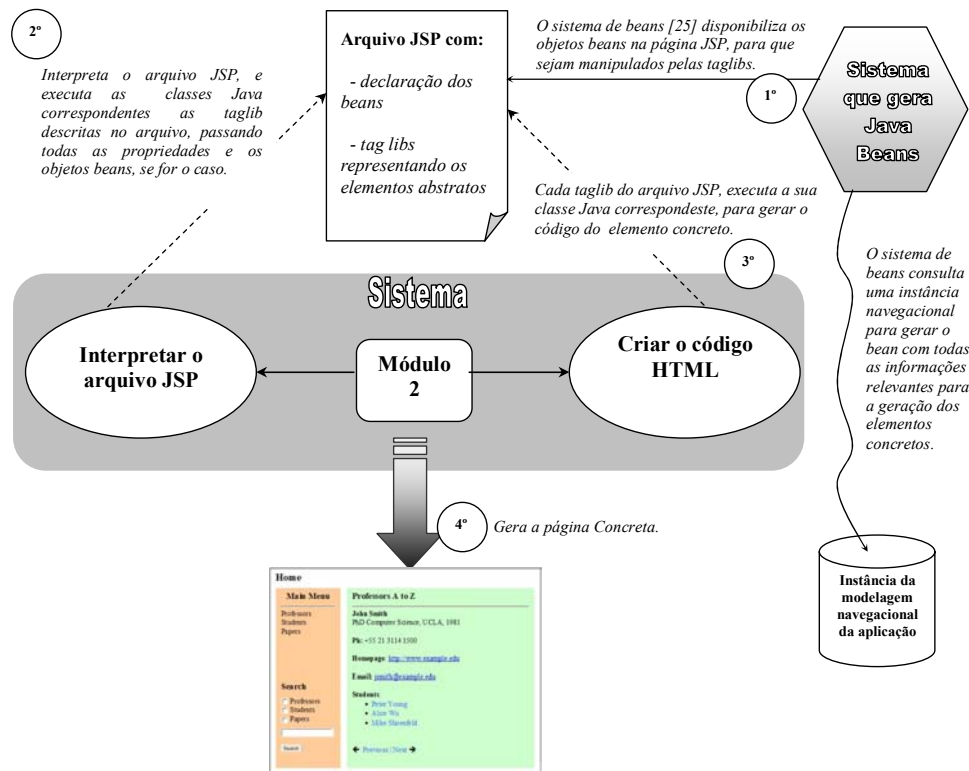 2º
Interpreta o arquivo JSP, e
executa as classes Java
correspondentes as taglib
descritas no arquivo, passando
todas as propriedades e os
objetos beans, se for o caso.
Arquivo JSP com:
- declaração dos
beans
- tag libs
representando os
elementos abstratos
O sistema de beans [25] disponibiliza os
objetos beans na página JSP, para que
sejam manipulados pelas taglibs.
1º
Sistema
que gera
Java
Beans
Cada taglib do arquivo JSP, executa a sua
classe Java correspondeste, para gerar o
código do elemento concreto.
3º
O sistema de
beans consulta
uma instância
navegacional
para gerar o
bean com todas
as informações
relevantes para
a geração dos
elementos
concretos.
Sistema
Interpretar o
arquivo JSP
Módulo
2
Criar o código
HTML
4º
Gera a página Concreta.
Instância da
modelagem
navegacional
da aplicação
Home
Main Menu
Professors
Students
Papers
Search
Professors
Students
Papers
Search
Professors A to Z
John Smith
PhD Computer Science, UCLA, 1981
Ph: +55 21 3114 1500
Homepage: http://www.example.edu
Email: jsmith@example.edu
Students:
Peter Young
Alice Wu
Mike
Previous / Next